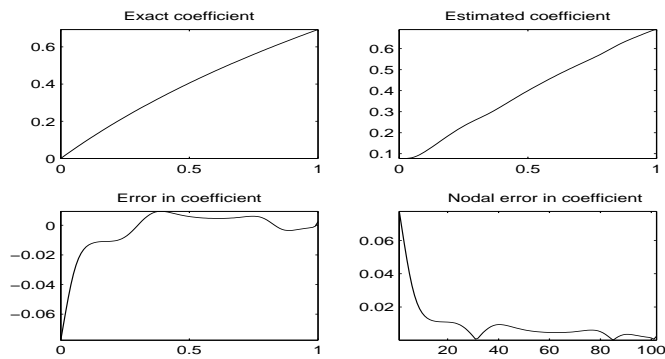 Exact coefficient
0.6
0.4
0.2
0
0 0.5 1
Estimated coefficient
0.6
0.5
0.4
0.3
0.2
0.1
0 0.5 1
Error in coefficient
0
−0.02
−0.04
−0.06
0 0.5 1
Nodal error in coefficient
0.06
0.04
0.02
20 40 60 80 100